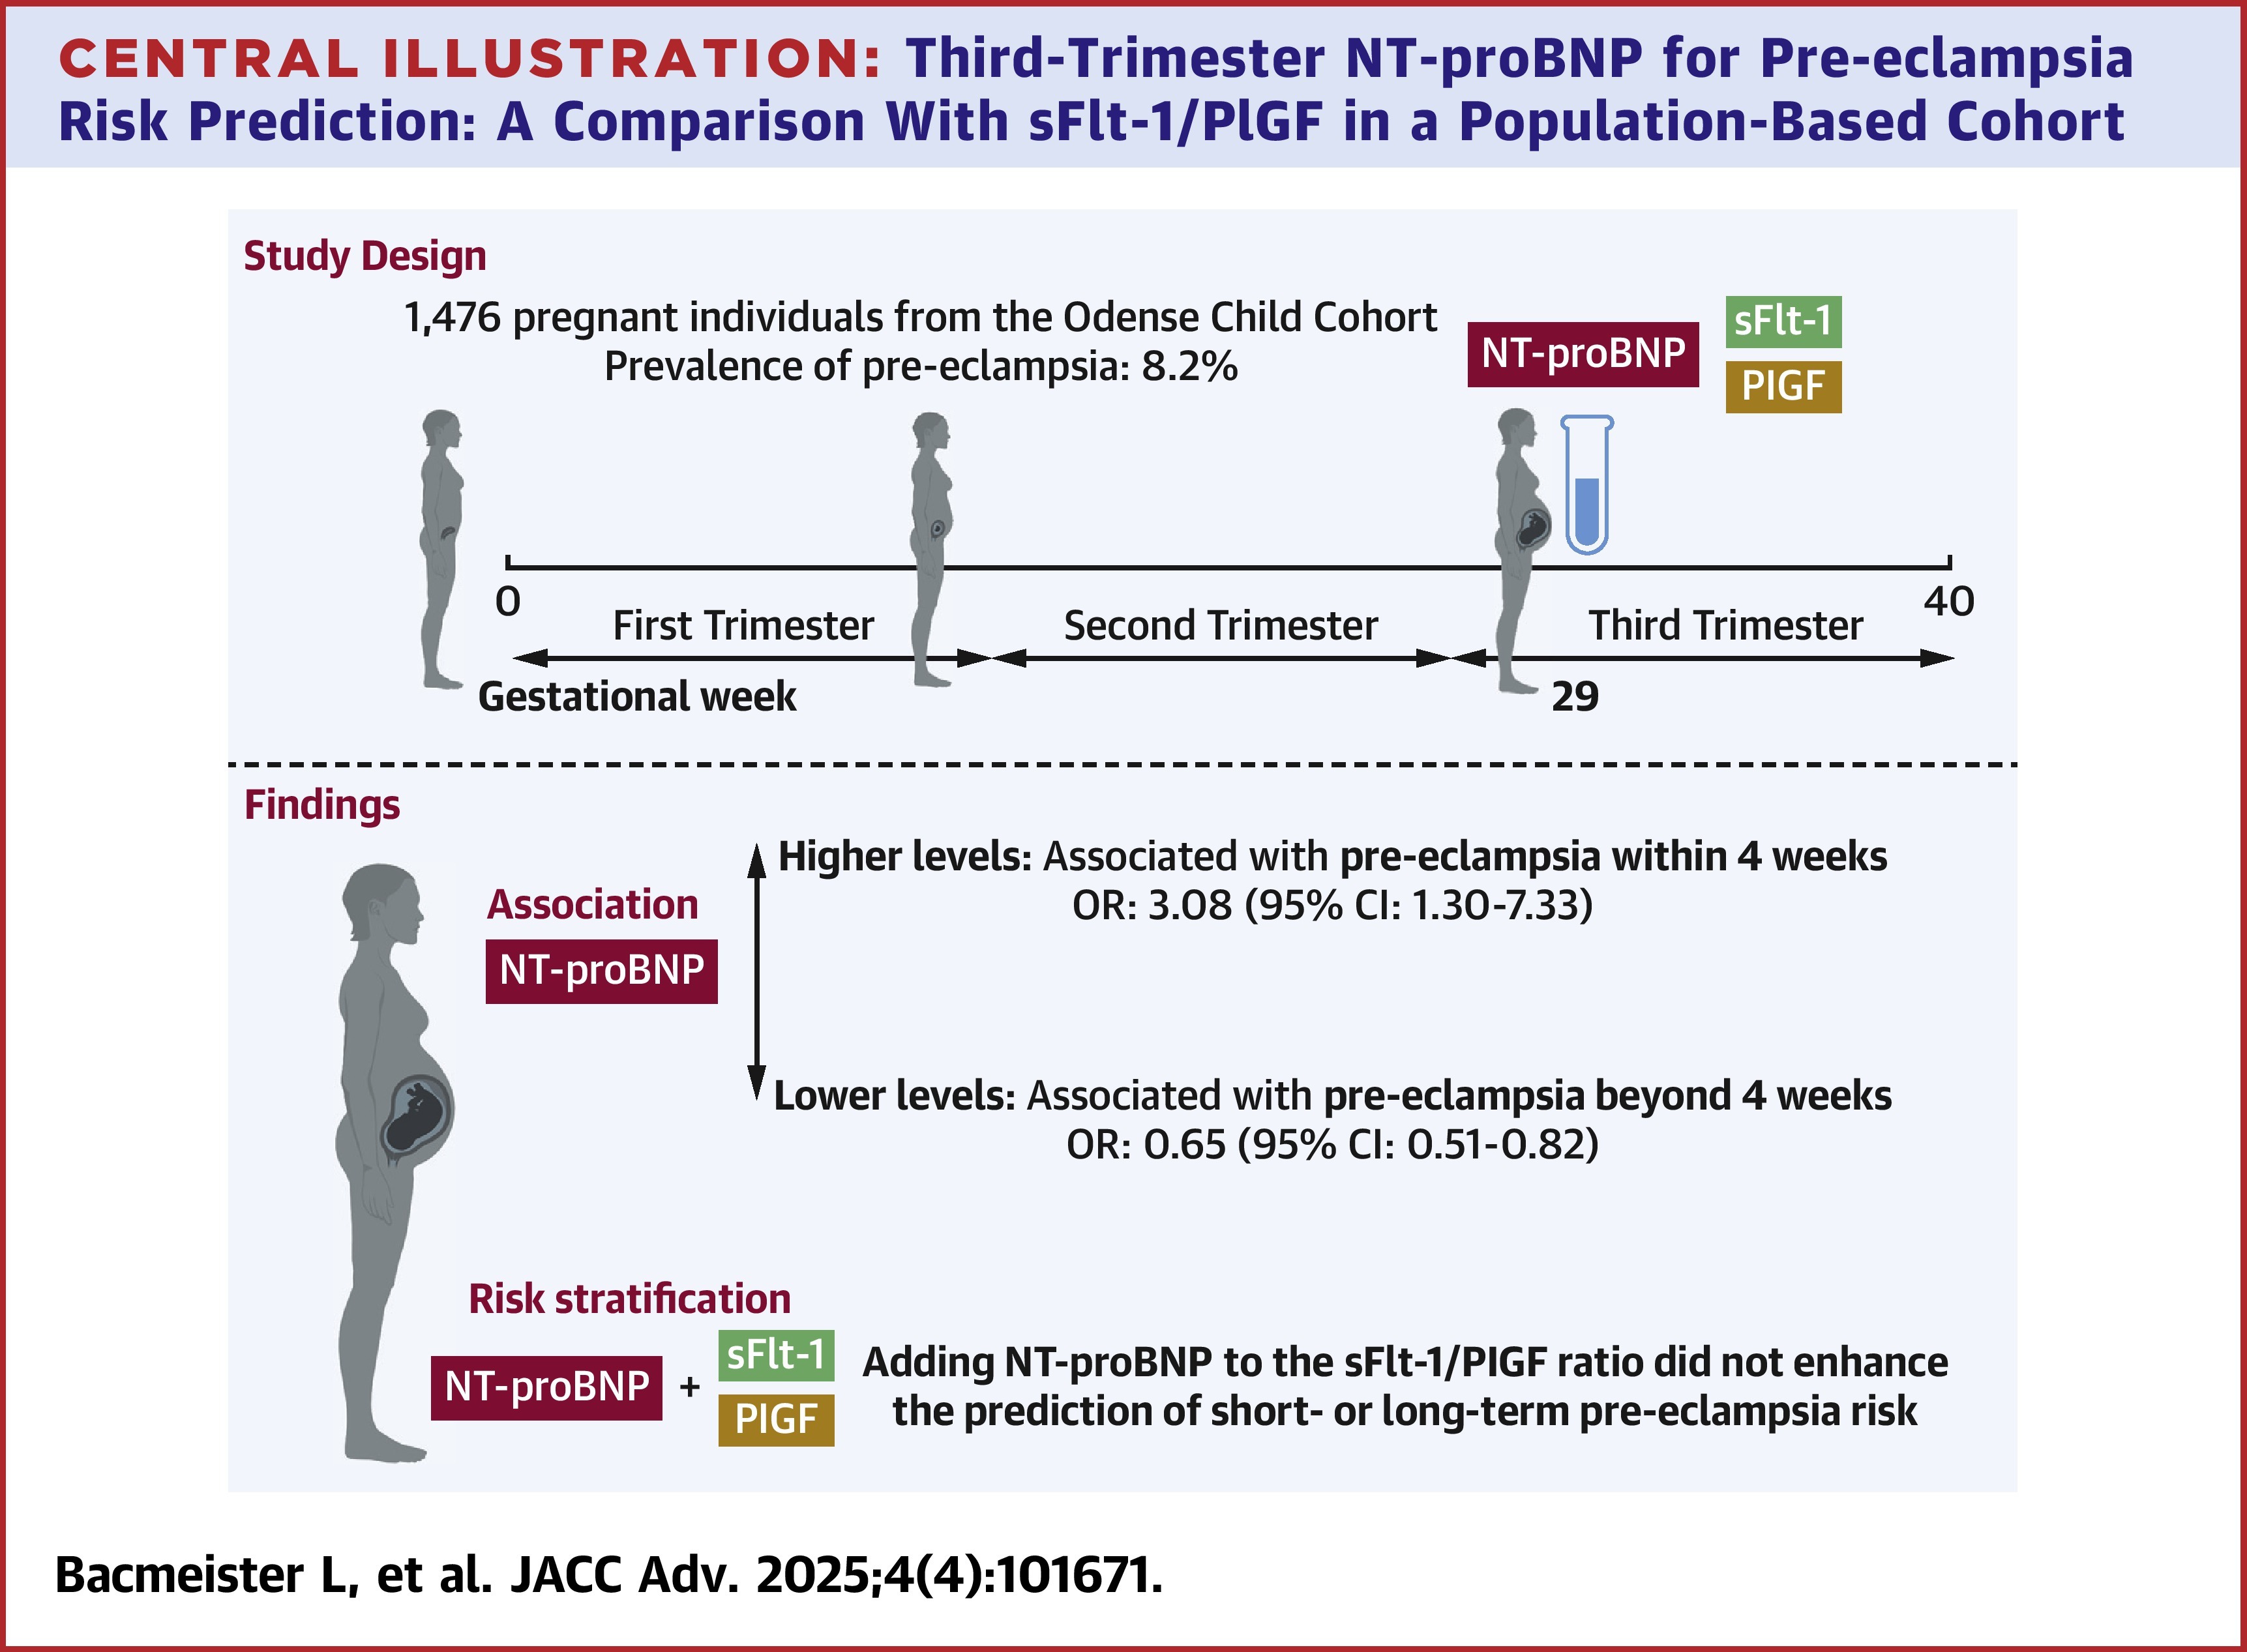 CENTRAL ILLUSTRATION: Third-Trimester NT-proBNP for Pre-eclampsia
Risk Prediction: A Comparison With sFlt-1/PlGF in a Population-Based Cohort
Study Design
1,476 pregnant individuals from the Odense Child Cohort
Prevalence of pre-eclampsia: 8.2%
NT-proBNP
sFlt-1
PlGF
0
40
First Trimester
Second Trimester
Third Trimester
Gestational week
29
Findings
Association
NT-proBNP
Higher levels: Associated with pre-eclampsia within 4 weeks
OR: 3.08 (95% CI: 1.30-7.33)
Lower levels: Associated with pre-eclampsia beyond 4 weeks
OR: 0.65 (95% CI: 0.51-0.82)
Risk stratification
NT-proBNP
+
sFlt-1
PlGF
Adding NT-proBNP to the sFlt-1/PlGF ratio did not enhance
the prediction of short- or long-term pre-eclampsia risk
Bacmeister L, et al. JACC Adv. 2025;4(4):101671.